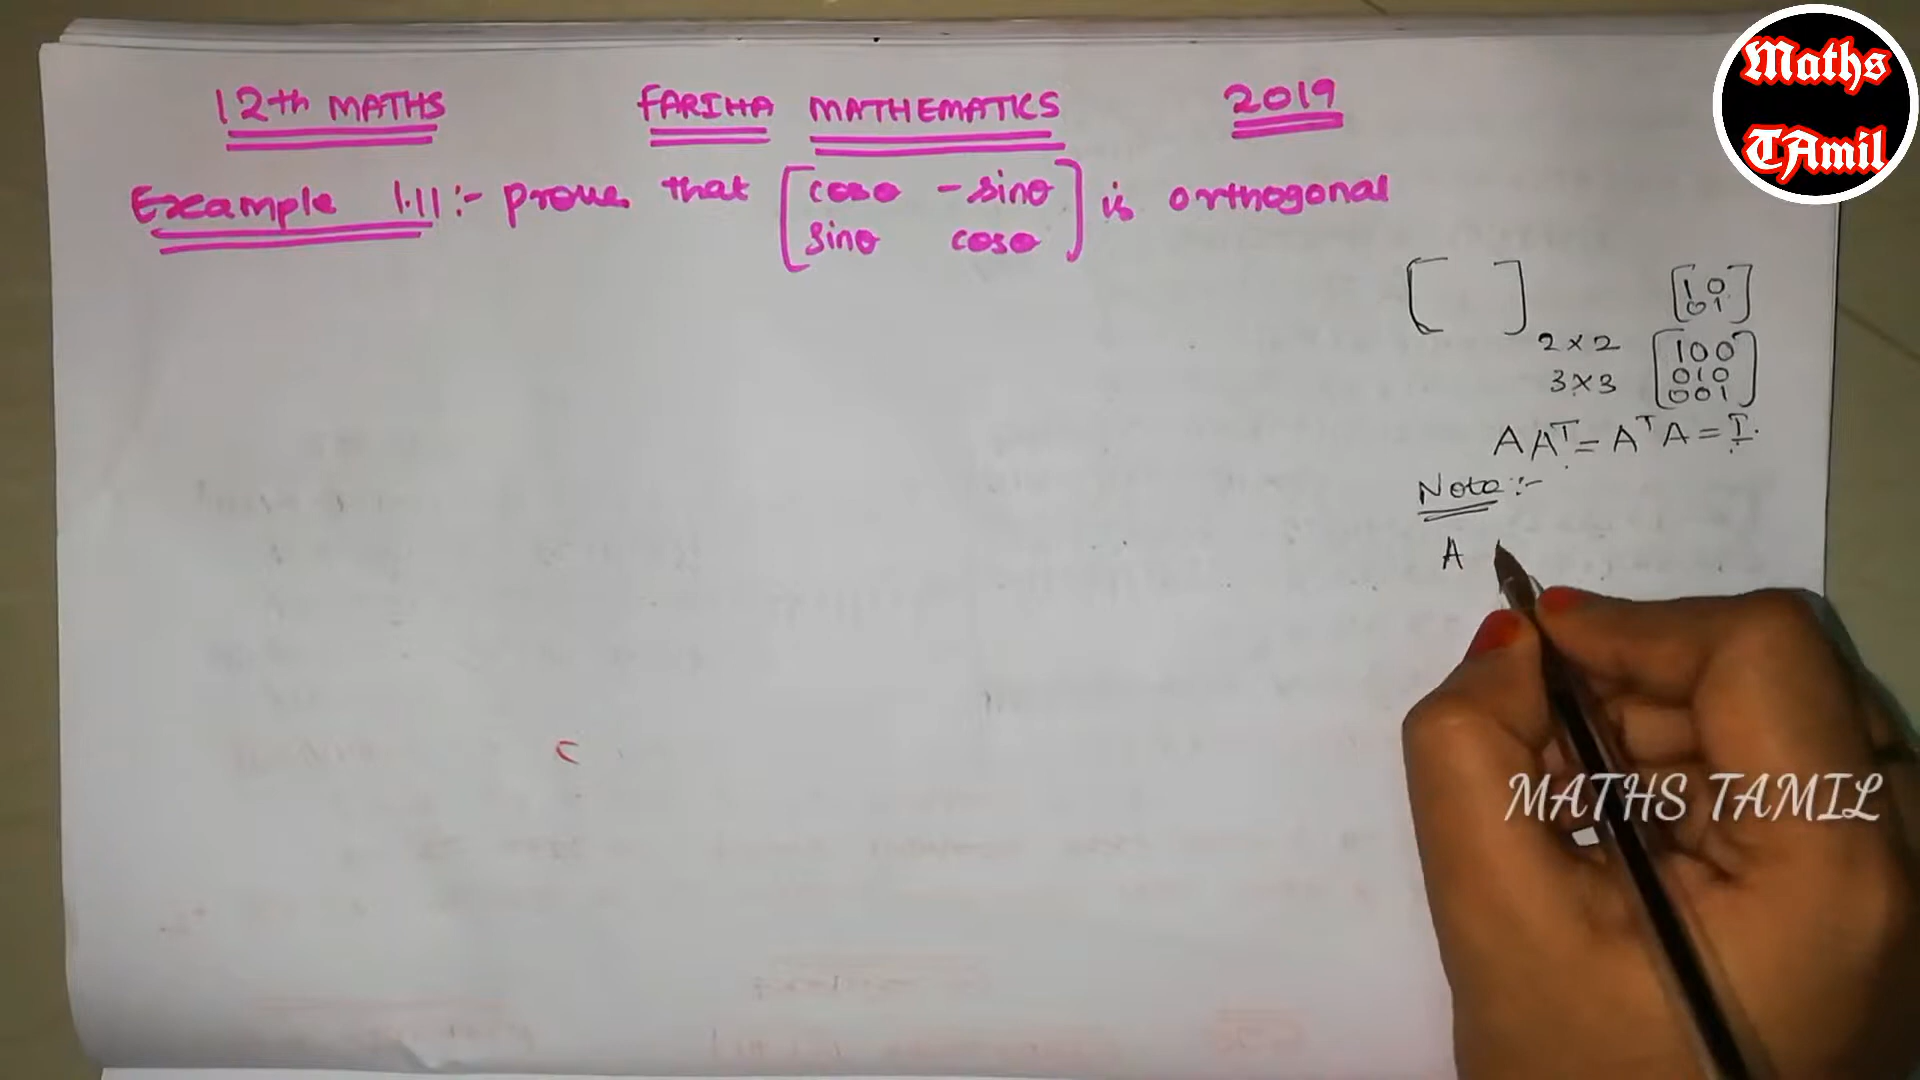 Maths
TAmil
12th MATHS FARIHA MATHEMATICS 2019
Example 1.11:- prove that [cosθ -sinθ] is orthogonal
[sinθ cosθ]
[ ]
2×2
3×3
[1 0
0 1]
[1 0 0
0 1 0
0 0 1]
A Aᵀ = Aᵀ A = I.
Note:-
A
MATHS TAMIL